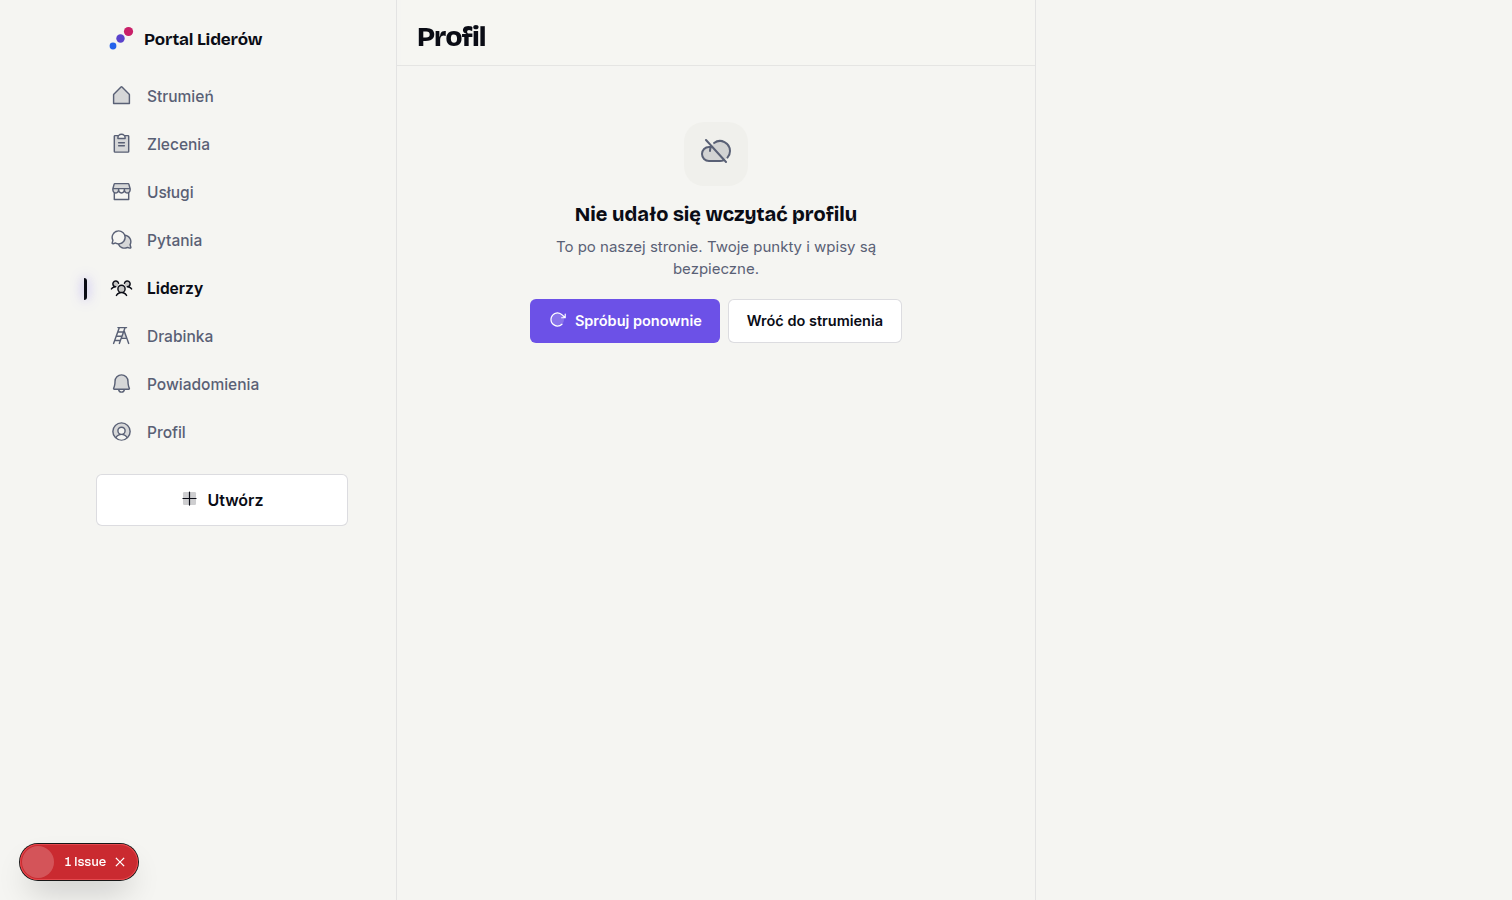 Portal Liderów
Strumień
Zlecenia
Usługi
Pytania
Liderzy
Drabinka
Powiadomienia
Profil
Utwórz
Profil
Nie udało się wczytać profilu
To po naszej stronie. Twoje punkty i wpisy są
bezpieczne.
Spróbuj ponownie
Wróć do strumienia
1 Issue